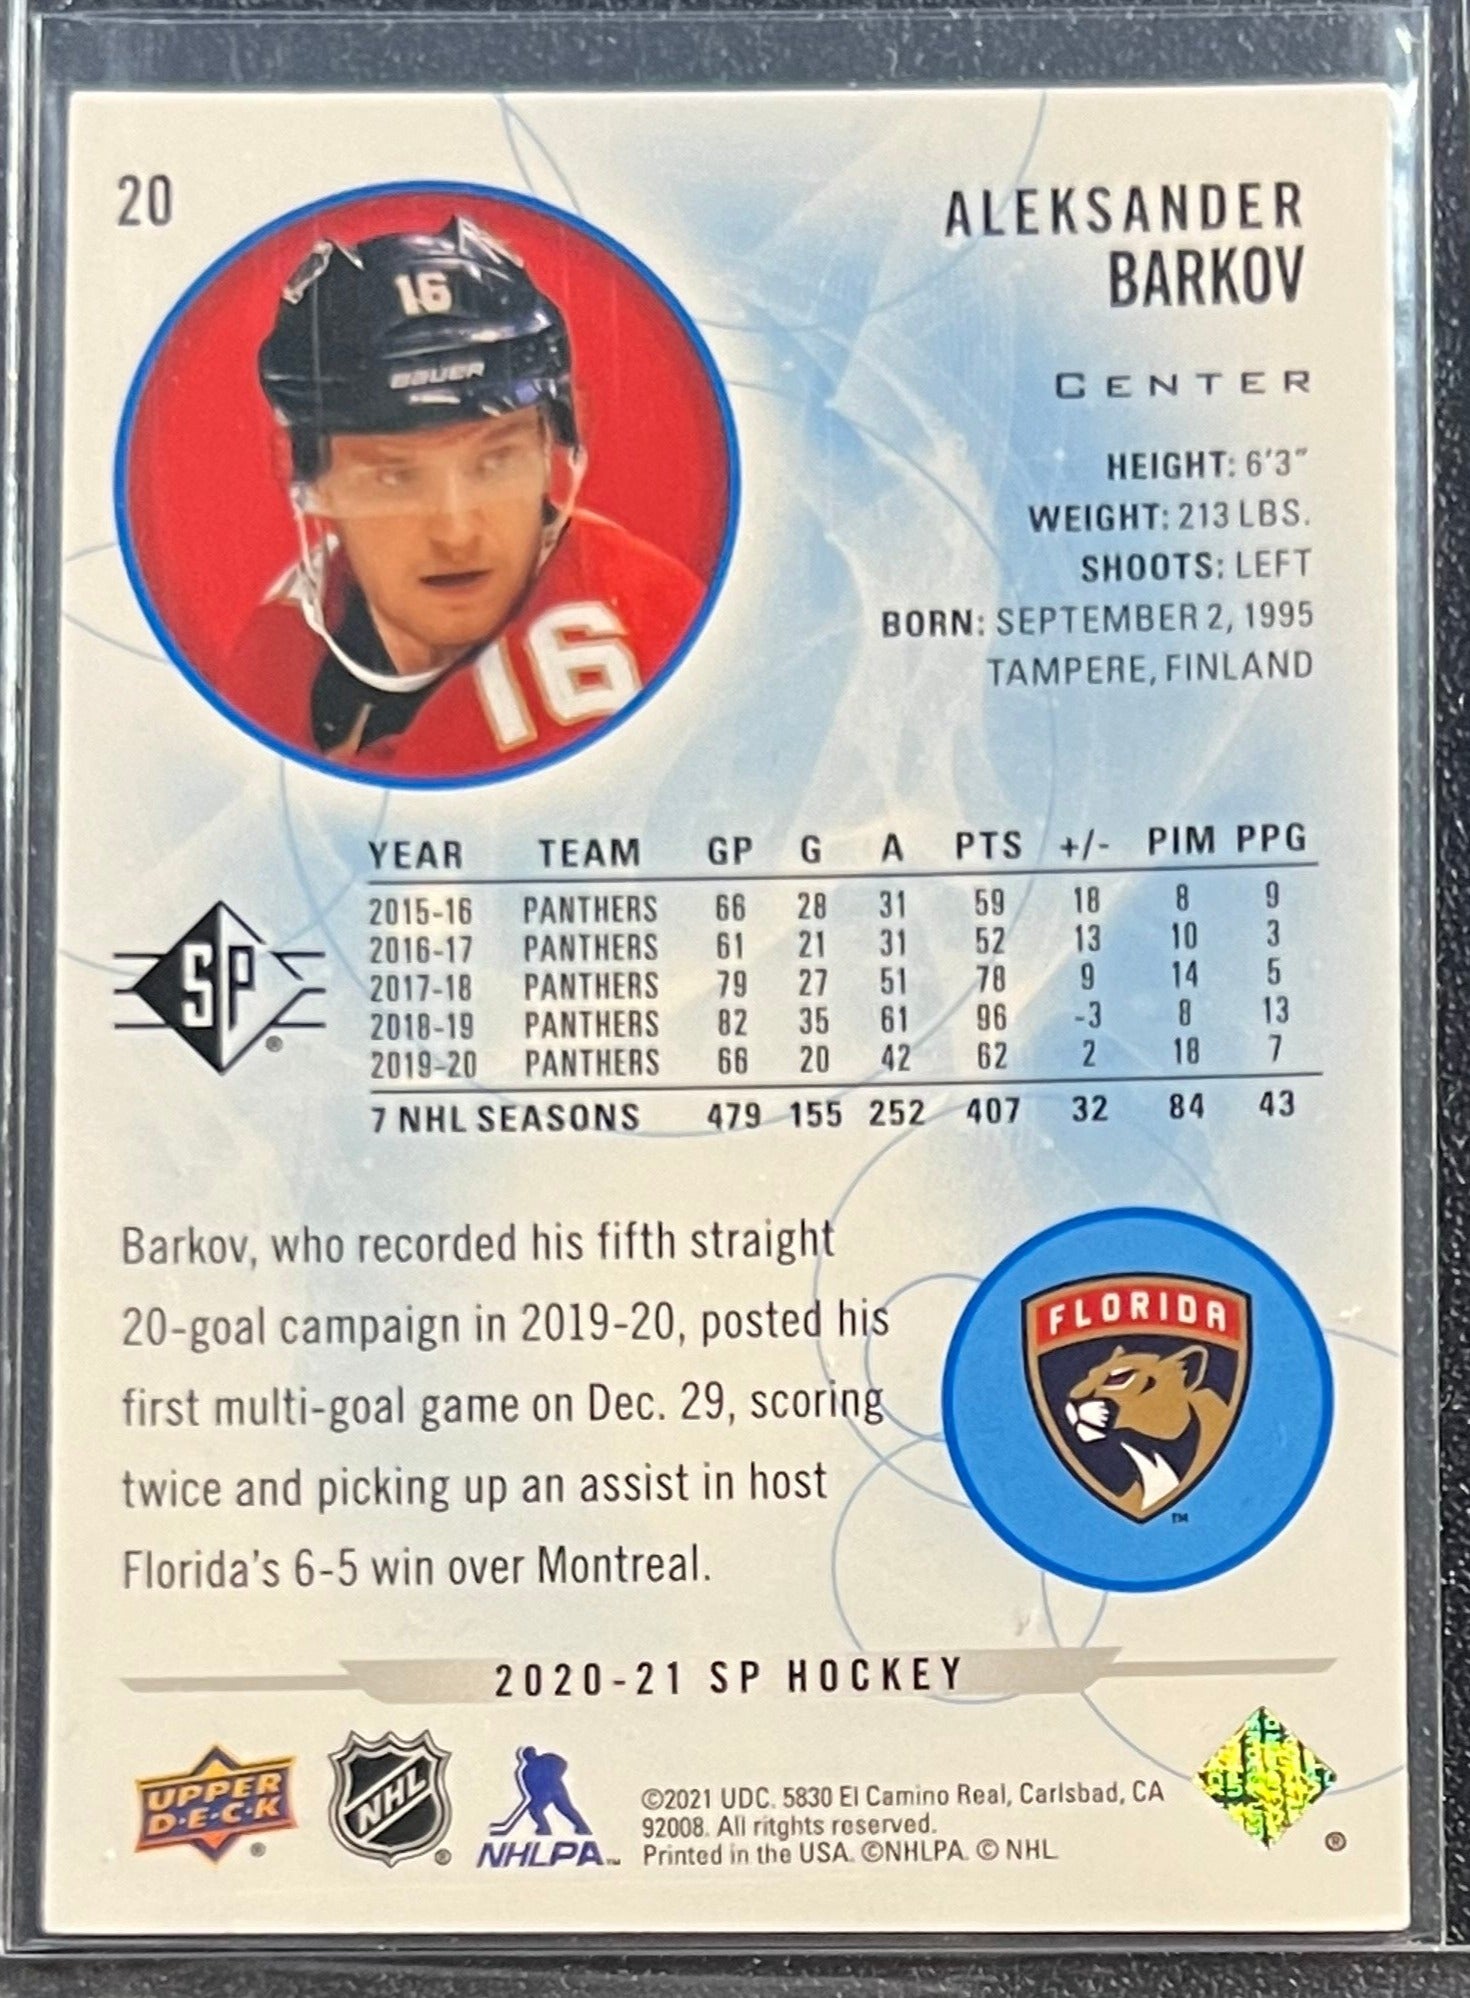 20
ALEKSANDER
BARKOV
CENTER
HEIGHT: 6'3"
WEIGHT: 213 LBS.
SHOOTS: LEFT
BORN: SEPTEMBER 2, 1995
TAMPERE, FINLAND
16
BAUER
16
YEAR TEAM GP G A PTS +/- PIM PPG
2015-16 PANTHERS 66 28 31 59 18 8 9
2016-17 PANTHERS 61 21 31 52 13 10 3
2017-18 PANTHERS 79 27 51 78 9 14 5
2018-19 PANTHERS 82 35 61 96 -3 8 13
2019-20 PANTHERS 66 20 42 62 2 18 7
7 NHL SEASONS 479 155 252 407 32 84 43
SP®
Barkov, who recorded his fifth straight
20-goal campaign in 2019-20, posted his
first multi-goal game on Dec. 29, scoring
twice and picking up an assist in host
Florida's 6-5 win over Montreal.
FLORIDA
TM
2020-21 SP HOCKEY
UPPER
D·E·C·K®
NHL®
NHLPA™
©2021 UDC. 5830 El Camino Real, Carlsbad, CA
92008. All ritghts reserved.
Printed in the USA. ©NHLPA. © NHL
®